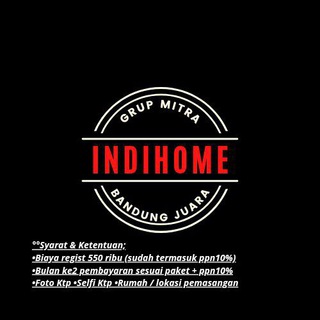 GRUP MITRA
INDIHOME
BANDUNG JUARA
°°Syarat & Ketentuan;
•Biaya regist 550 ribu (sudah termasuk ppn10%)
•Bulan ke2 pembayaran sesuai paket + ppn10%
•Foto Ktp •Selfi Ktp •Rumah / lokasi pemasangan